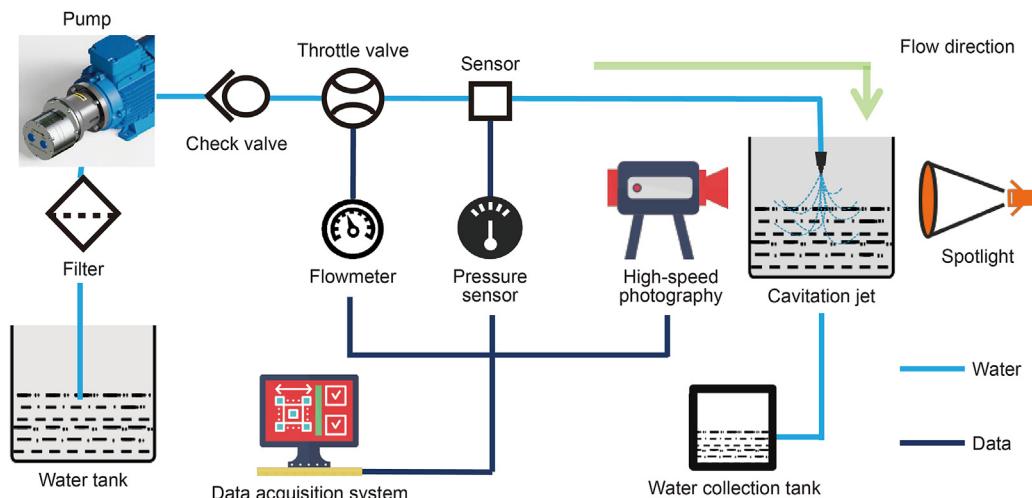 Pump
Throttle valve
Sensor
Flow direction
Check valve
Filter
Flowmeter
Pressure
sensor
High-speed
photography
Cavitation jet
Spotlight
Water
Data
Water tank
Data acquisition system
Water collection tank